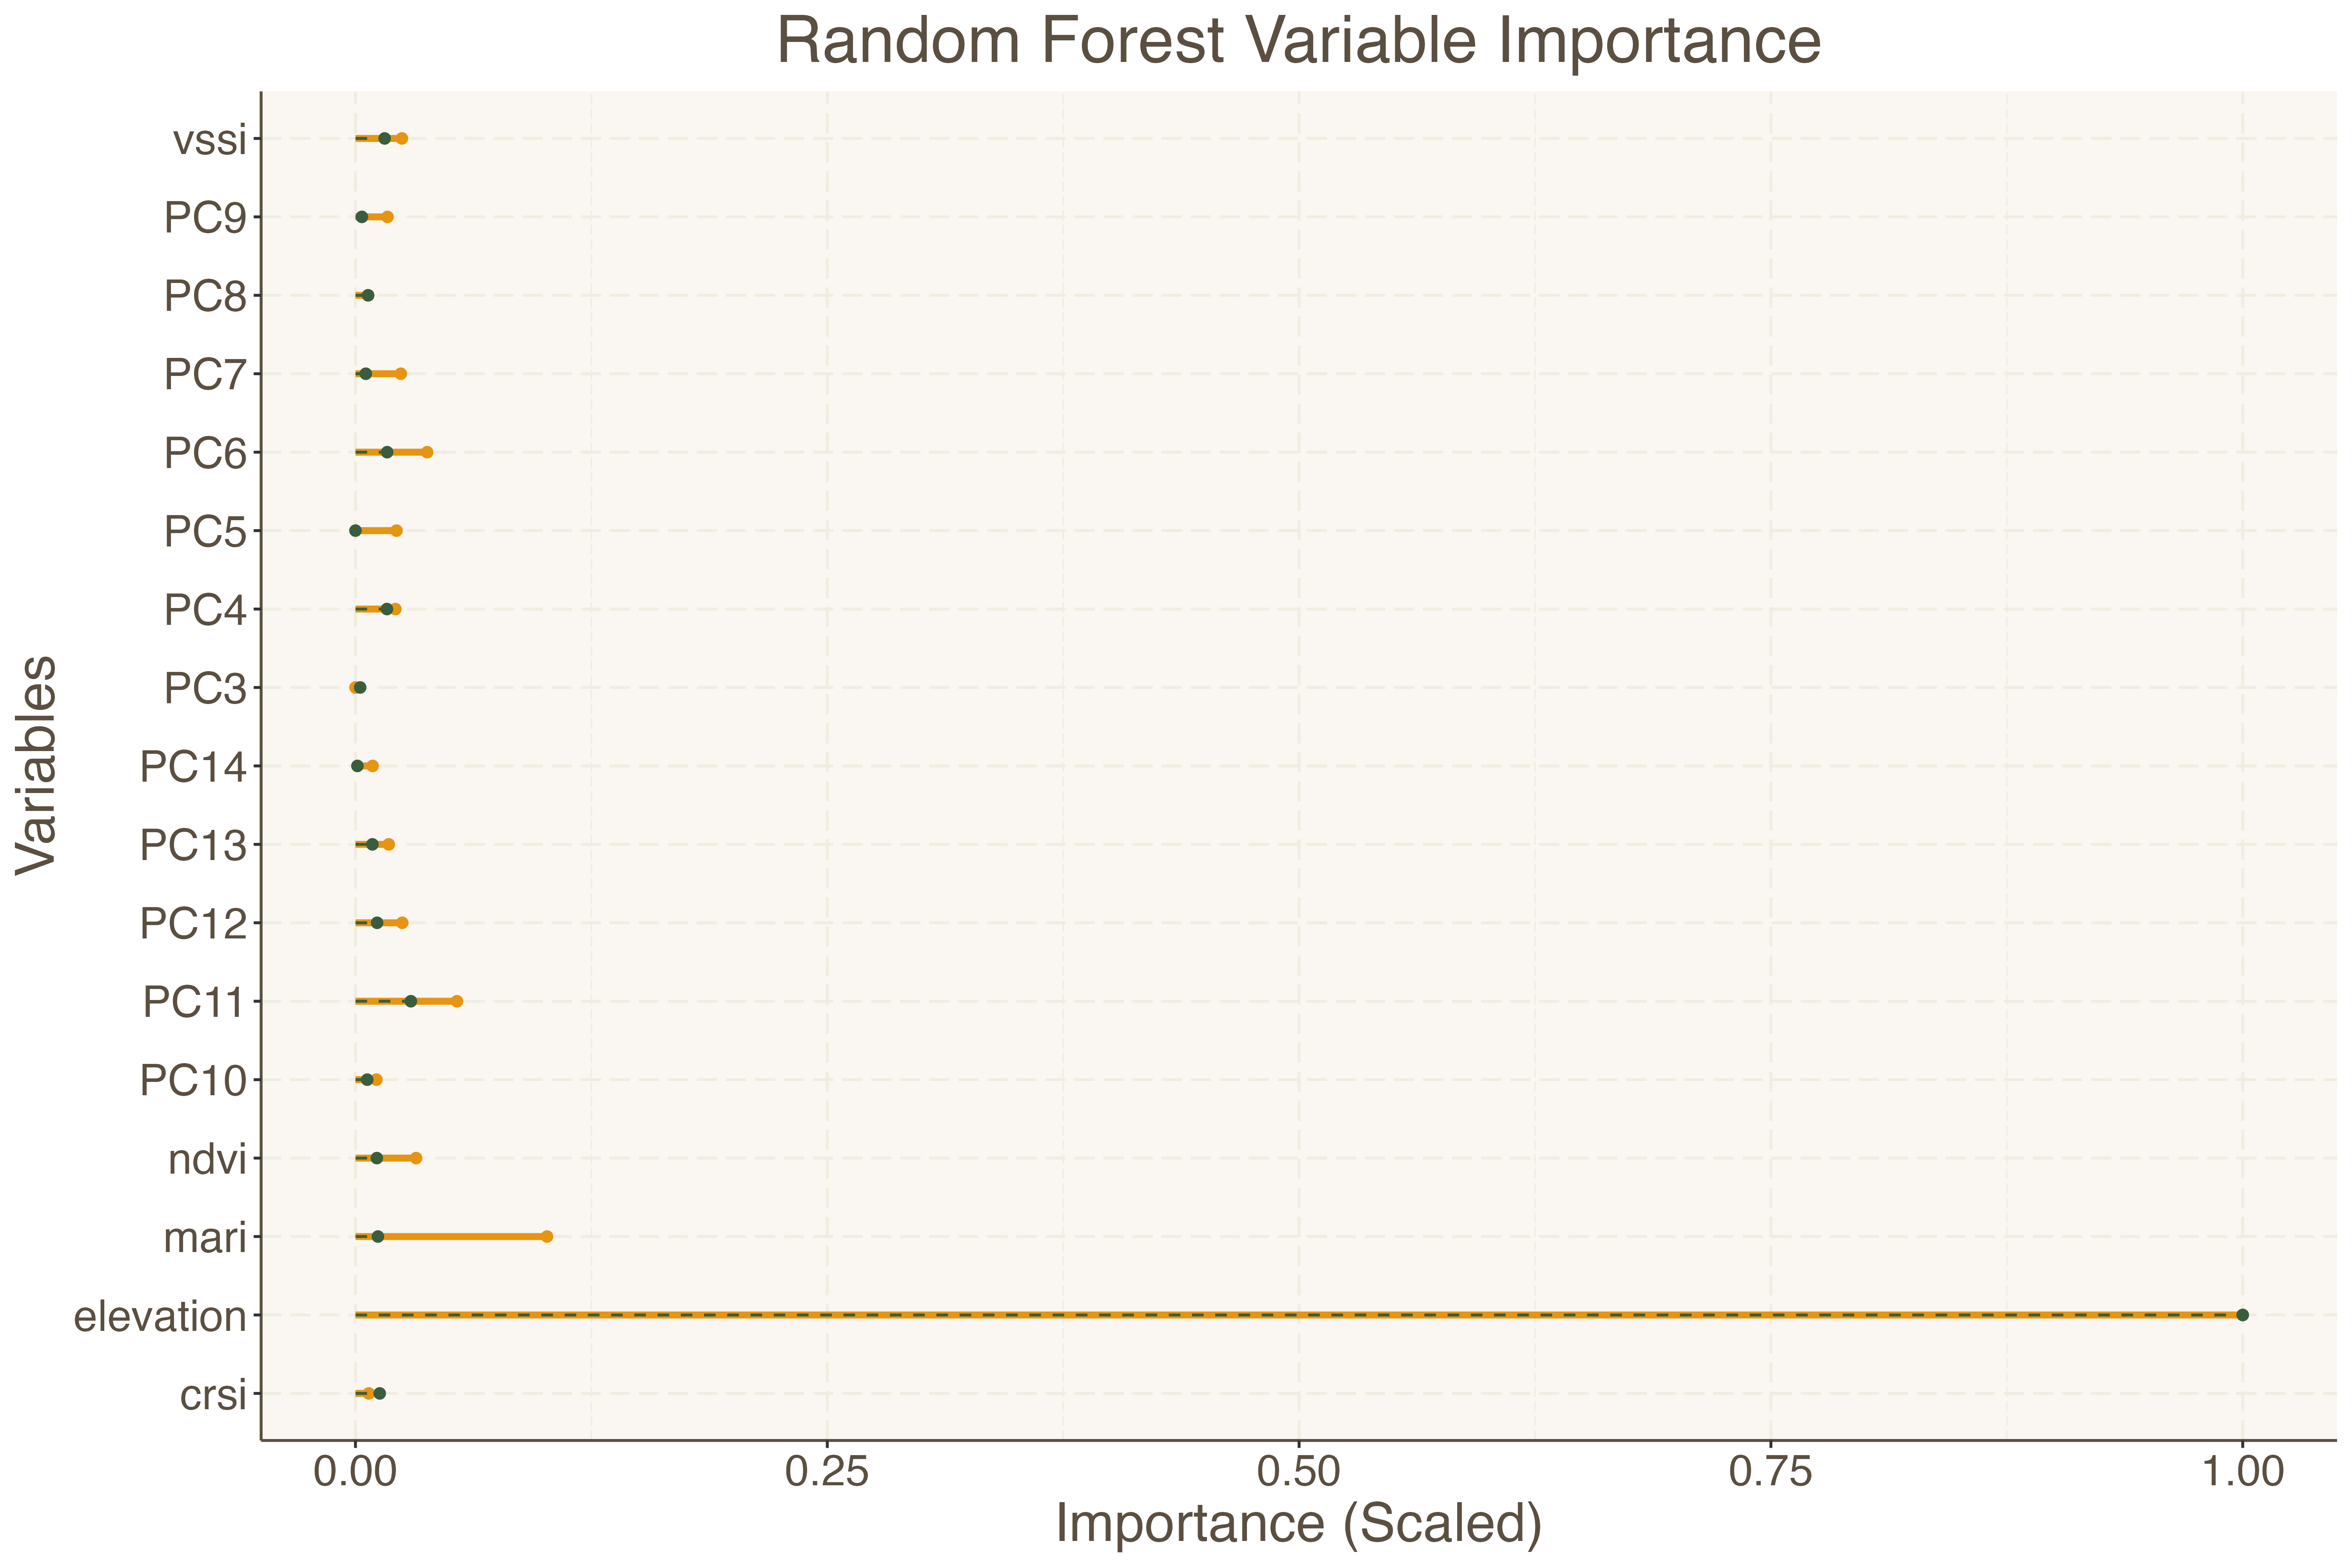 Random Forest Variable Importance
vssi
PC9
PC8
PC7
PC6
PC5
PC4
PC3
PC14
PC13
PC12
PC11
PC10
ndvi
mari
elevation
crsi
Variables
0.00 0.25 0.50 0.75 1.00
Importance (Scaled)